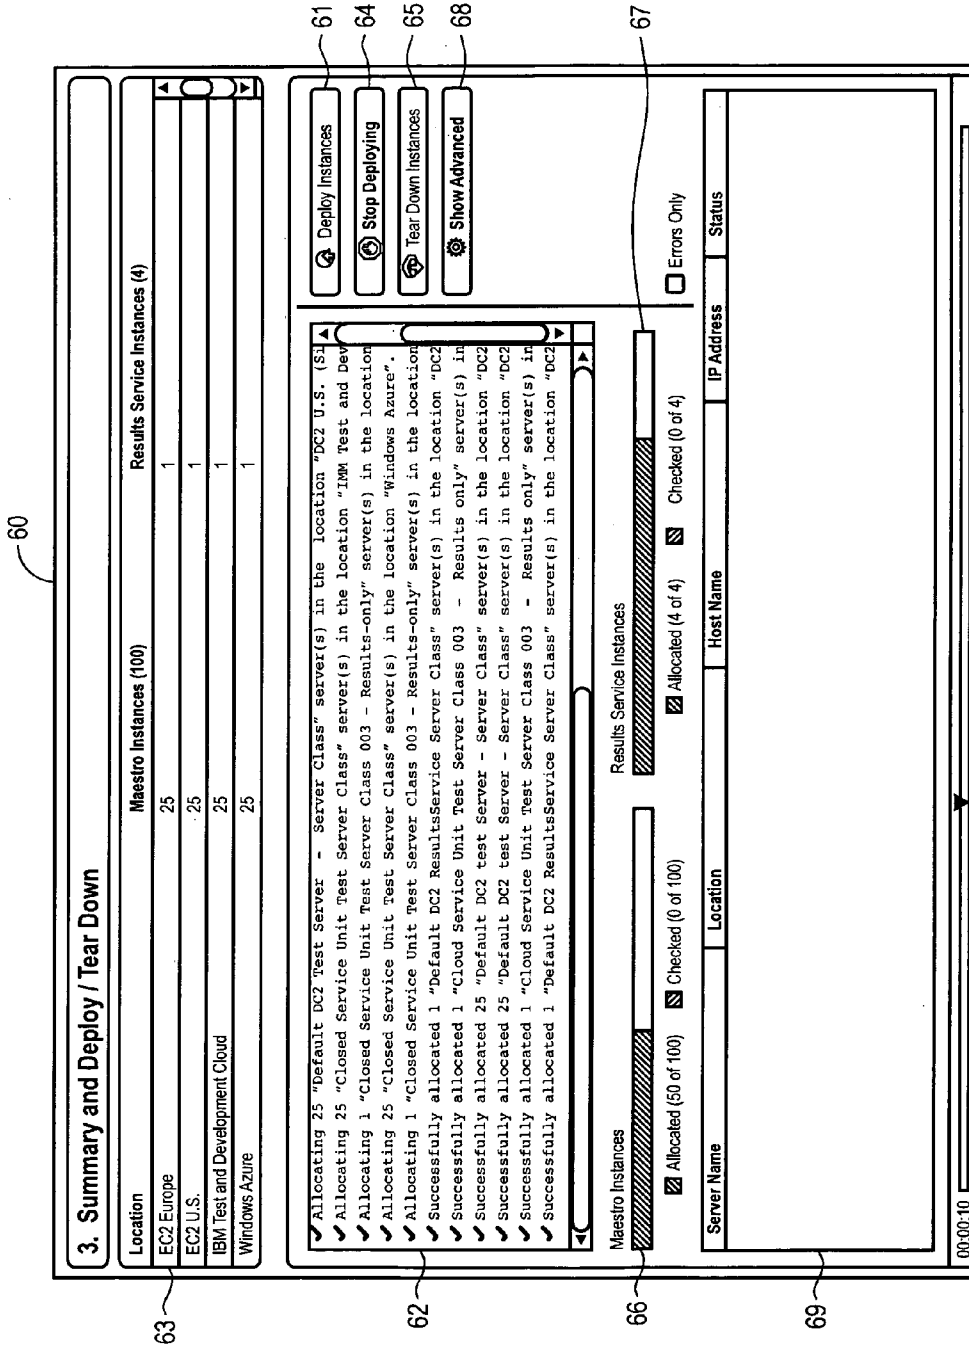 60
3. Summary and Deploy / Tear Down
Location Maestro Instances (100) Results Service Instances (4)
EC2 Europe 25 1
EC2 U.S. 25 1
IBM Test and Development Cloud 25 1
Windows Azure 25 1
63
Allocating 25 "Default DC2 Test Server - Server Class" server(s) in the location "DC2 U.S. (Si
Allocating 25 "Closed Service Unit Test Server Class" server(s) in the location "IMM Test and Dev
Allocating 1 "Closed Service Unit Test Server Class 003 - Results-only" server(s) in the location
Allocating 25 "Closed Service Unit Test Server Class" server(s) in the location "Windows Azure".
Allocating 1 "Closed Service Unit Test Server Class 003 - Results-only" server(s) in the location
Successfully allocated 1 "Default DC2 ResultsService Server Class" server(s) in the location "DC2
Successfully allocated 1 "Cloud Service Unit Test Server Class 003 - Results only" server(s) in
Successfully allocated 25 "Default DC2 test Server - Server Class" server(s) in the location "DC2
Successfully allocated 25 "Default DC2 test Server - Server Class" server(s) in the location "DC2
Successfully allocated 1 "Cloud Service Unit Test Server Class 003 - Results only" server(s) in
Successfully allocated 1 "Default DC2 ResultsService Server Class" server(s) in the location "DC2
62
Deploy Instances
61
Stop Deploying
64
Tear Down Instances
65
Show Advanced
68
Maestro Instances Results Service Instances
66
67
Allocated (50 of 100) Checked (0 of 100) Allocated (4 of 4) Checked (0 of 4) Errors Only
Server Name Location Host Name IP Address Status
69
00:00:10